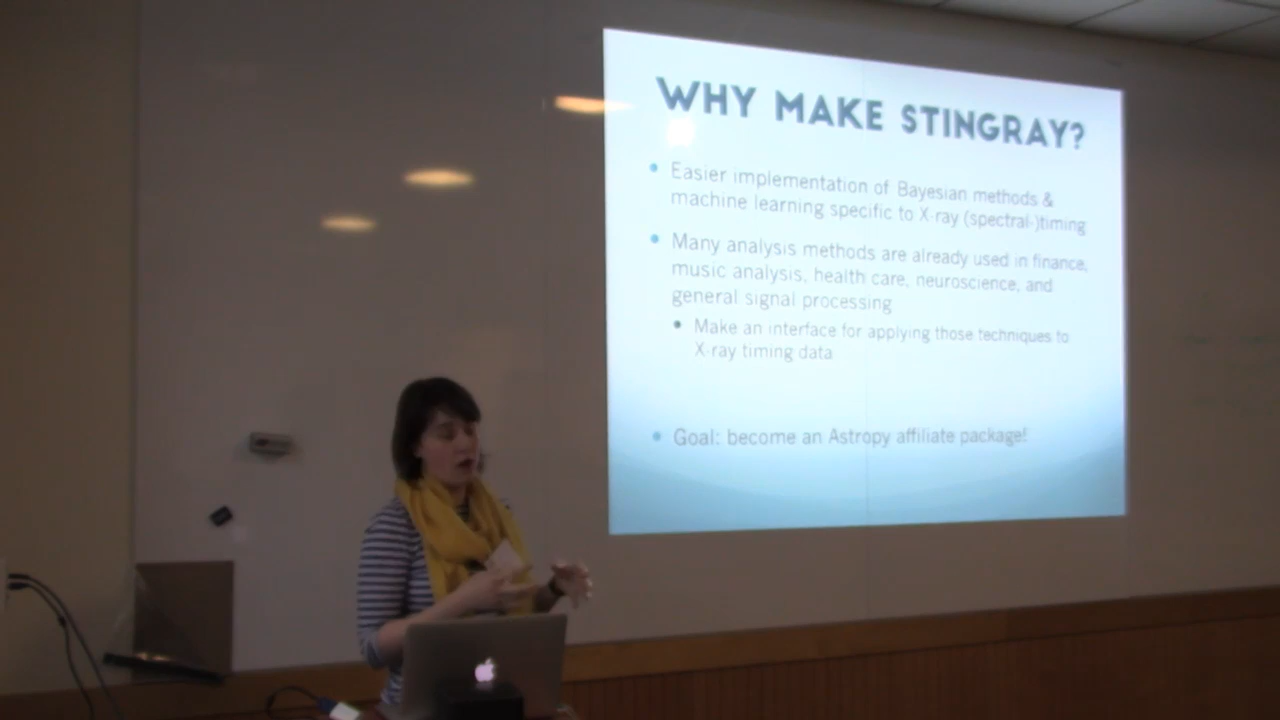 WHY MAKE STINGRAY?
Easier implementation of Bayesian methods &
machine learning specific to X-ray (spectral-)timing
Many analysis methods are already used in finance,
music analysis, health care, neuroscience, and
general signal processing
Make an interface for applying those techniques to
X-ray timing data
Goal: become an Astropy affiliate package!